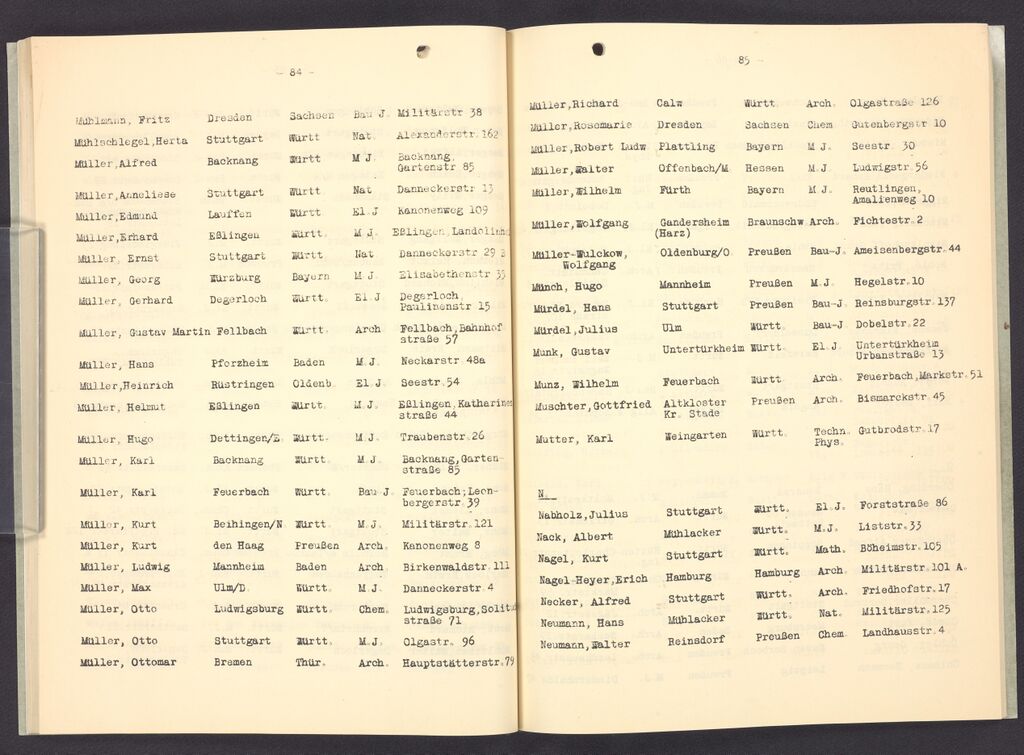 - 84 -
Mühlmann, Fritz Dresden Sachsen Bau J. Militärstr 38
Mühlschlegel, Herta Stuttgart Württ Nat. Alexanderstr.162
Müller,Alfred Backnang Württ M J. Backnang,
Gartenstr 85
Müller,Anneliese Stuttgart Württ. Nat Danneckerstr 13
Müller,Edmund Lauffen Württ. El.J Kanonenweg 109
Müller,Erhard Eßlingen Württ. M J. Eßlingen,
Müller, Ernst Stuttgart Württ. Nat Danneckerstr 29
Müller, Georg Würzburg Bayern M J. Elisabethenstr 35
Müller, Gerhard Degerloch Württ. El J Degerloch,
Paulinenstr 15
Müller, Gustav Martin Fellbach Württ. Arch Fellbach,Bahnhof
straße 57
Müller, Hans Pforzheim Baden M.J. Neckarstr 48a
Müller,Heinrich Rüstringen Oldenb. El J. Seestr.54
Müller, Helmut Eßlingen Württ. M.J. Eßlingen, Katharine
straße 44
Müller, Hugo Dettingen/E. Württ. M.J. Traubenstr.26
Müller, Karl Backnang Württ. M J. Backnang,Garten-
straße 85
Müller, Karl Feuerbach Württ. Bau J. Feuerbach;Leon-
bergerstr.39
Müller, Kurt Beihingen/N Württ. M.J. Militärstr.121
Müller, Kurt den Haag Preußen Arch. Kanonenweg 8
Müller, Ludwig Mannheim Baden Arch. Birkenwaldstr.111
Müller, Max Ulm/D. Württ. M J. Danneckerstr.4
Müller, Otto Ludwigsburg Württ. Chem. Ludwigsburg,Solitu
straße 71
Müller, Otto Stuttgart Württ. M.J. Olgastr. 96
Müller, Ottomar Bremen Thür. Arch. Hauptstätterstr.79
85 -
Müller,Richard Calw Württ. Arch. Olgastraße 126
Müller,Rosemarie Dresden Sachsen Chem Gutenbergstr 10
Müller,Robert Ludw Plattling Bayern M J. Seestr. 30
Müller,Walter Offenbach/M Hessen M.J. Ludwigstr.56
Müller,Wilhelm Fürth Bayern M J. Reutlingen,
Amalienweg 10
Müller,Wolfgang Gandersheim Braunschw Arch. Fichtestr.2
(Harz)
Müller-Wulckow, Oldenburg/O Preußen Bau-J. Ameisenbergstr.44
Wolfgang
Münch, Hugo Mannheim Preußen M.J. Hegelstr.10
Mürdel, Hans Stuttgart Preußen Bau-J Reinsburgstr.137
Mürdel,Julius Ulm Württ. Bau-J Dobelstr.22
Munk, Gustav Untertürkheim Württ. El.J. Untertürkheim
Urbanstraße 13
Munz, Wilhelm Feuerbach Württ Arch. Feuerbach,Markstr.51
Muschter,Gottfried Altkloster Preußen Arch. Bismarckstr.45
Kr. Stade
Mutter, Karl Weingarten Württ. Techn. Gutbrodstr.17
Phys.
N.
Nabholz,Julius Stuttgart Württ. El.J. Forststraße 86
Nack, Albert Mühlacker Württ. M.J. Liststr.33
Nagel, Kurt Stuttgart Württ. Math. Böheimstr.105
Nagel-Heyer,Erich Hamburg Hamburg Arch. Militärstr.101 A.
Necker, Alfred Stuttgart Württ. Arch. Friedhofstr.17
Neumann, Hans Mühlacker Württ. Nat. Militärstr.125
Neumann,Walter Reinsdorf Preußen Chem. Landhausstr.4